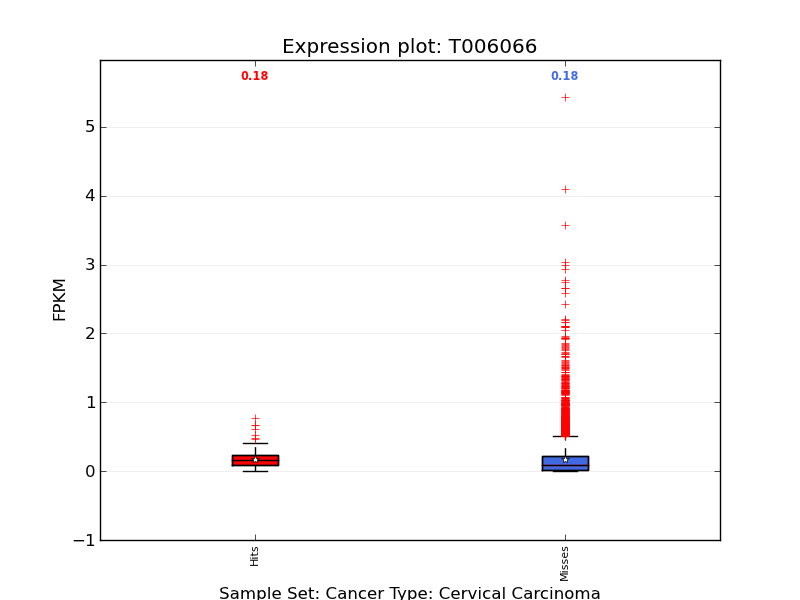 Expression plot: T006066
0.18
0.18
5
4
3
2
1
0
−1
FPKM
Hits
Misses
Sample Set: Cancer Type: Cervical Carcinoma